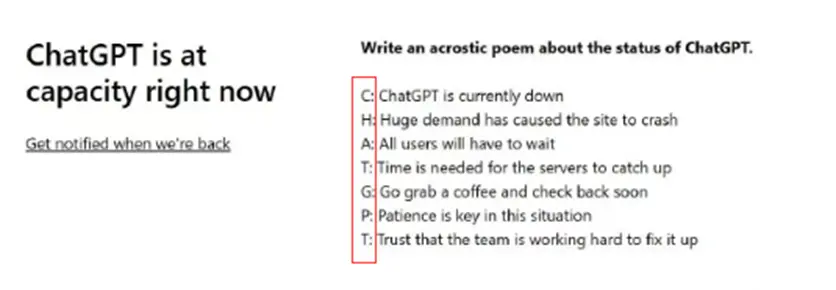 ChatGPT is at
capacity right now
Get notified when we're back
Write an acrostic poem about the status of ChatGPT.
C: ChatGPT is currently down
H: Huge demand has caused the site to crash
A: All users will have to wait
T: Time is needed for the servers to catch up
G: Go grab a coffee and check back soon
P: Patience is key in this situation
T: Trust that the team is working hard to fix it up